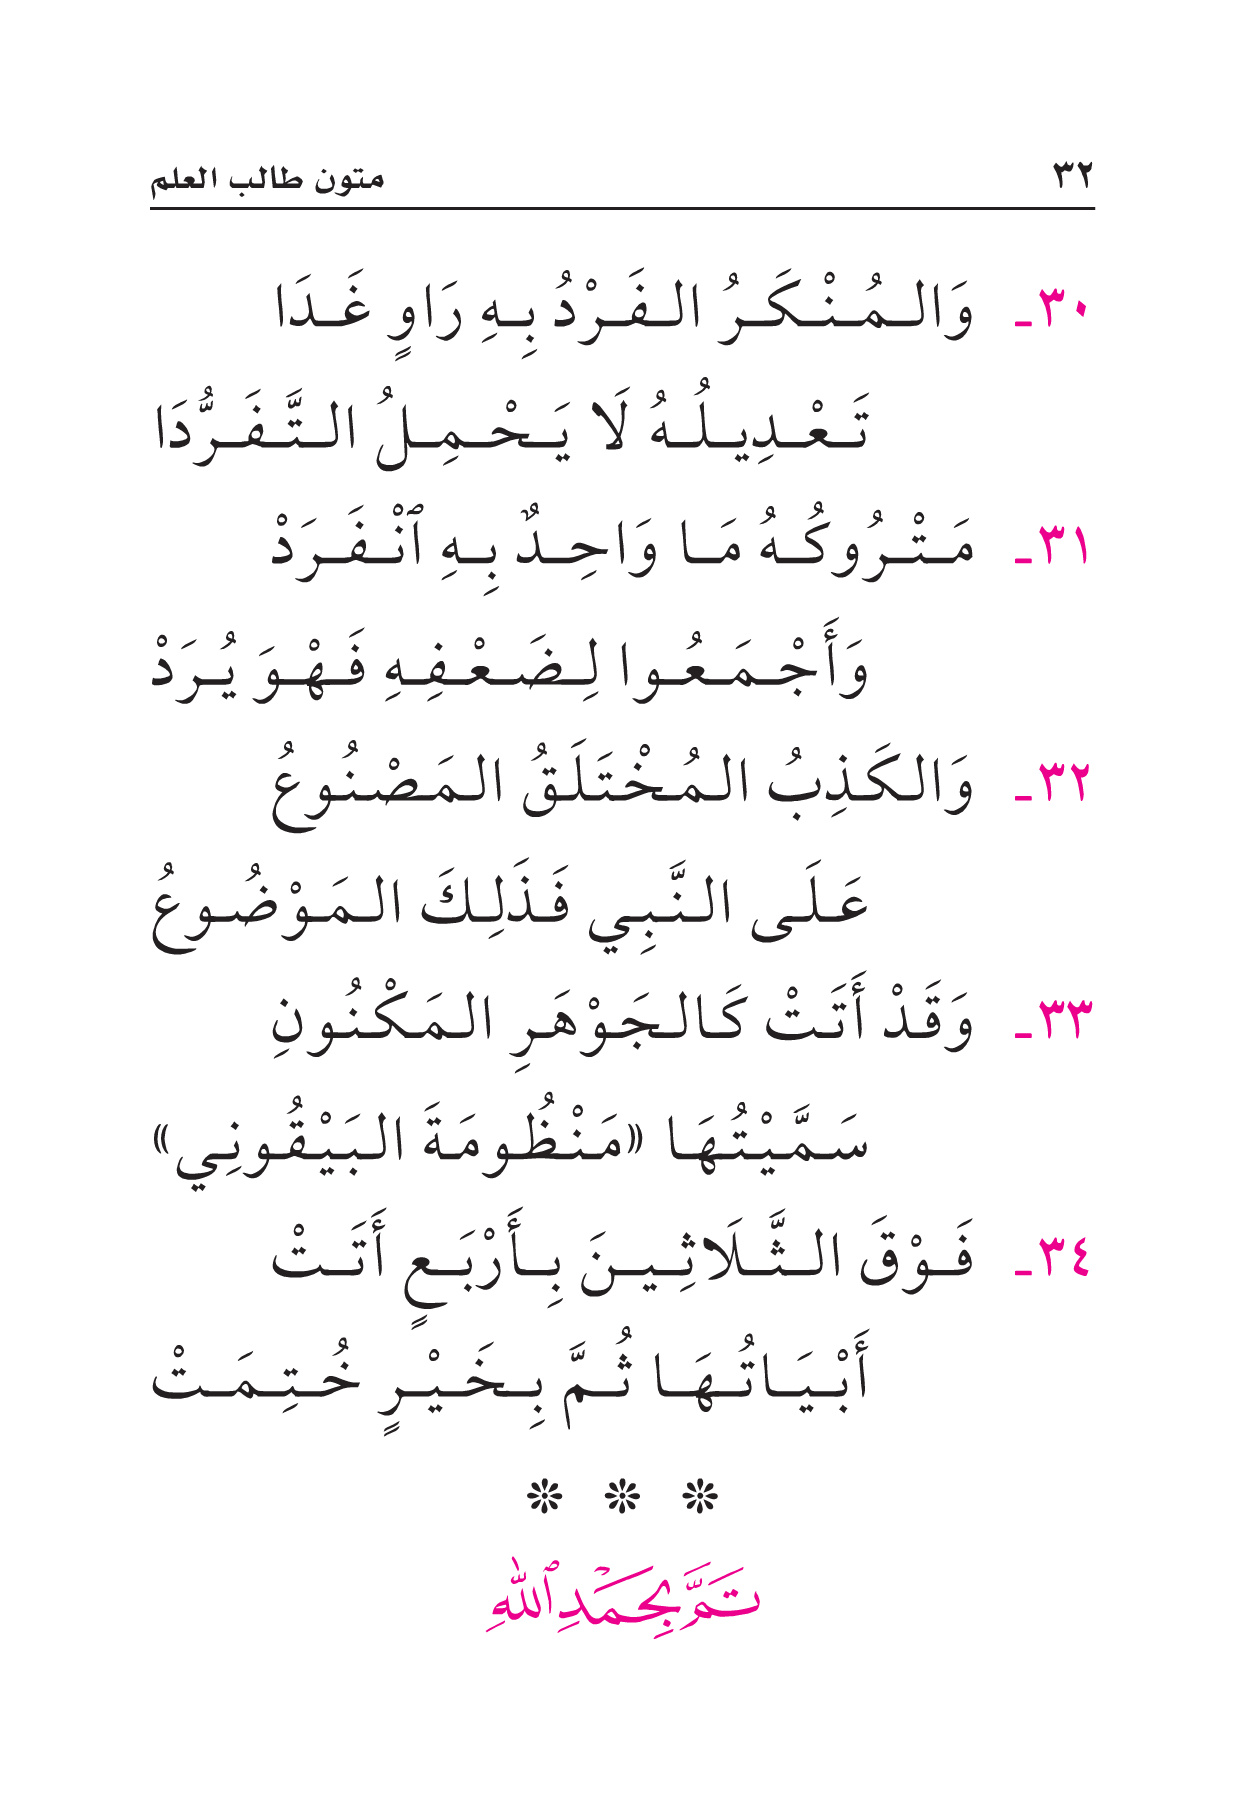 ٣٢ متون طالب العلم
٣٠ـ وَالمُنْكَرُ الفَرْدُ بِهِ رَاوٍ غَدَا
تَعْدِيلُهُ لَا يَحْمِلُ التَّفَرُّدَا
٣١ـ مَتْرُوكُهُ مَا وَاحِدٌ بِهِ ٱنْفَرَدْ
وَأَجْمَعُوا لِضَعْفِهِ فَهْوَ يُرَدْ
٣٢ـ وَالكَذِبُ المُخْتَلَقُ المَصْنُوعُ
عَلَى النَّبِي فَذَلِكَ المَوْضُوعُ
٣٣ـ وَقَدْ أَتَتْ كَالجَوْهَرِ المَكْنُونِ
سَمَّيْتُهَا «مَنْظُومَةَ البَيْقُونِي»
٣٤ـ فَوْقَ الثَّلَاثِينَ بِأَرْبَعٍ أَتَتْ
أَبْيَاتُهَا ثُمَّ بِخَيْرٍ خُتِمَتْ
تَمَّ بِحَمْدِ ٱللَّهِ